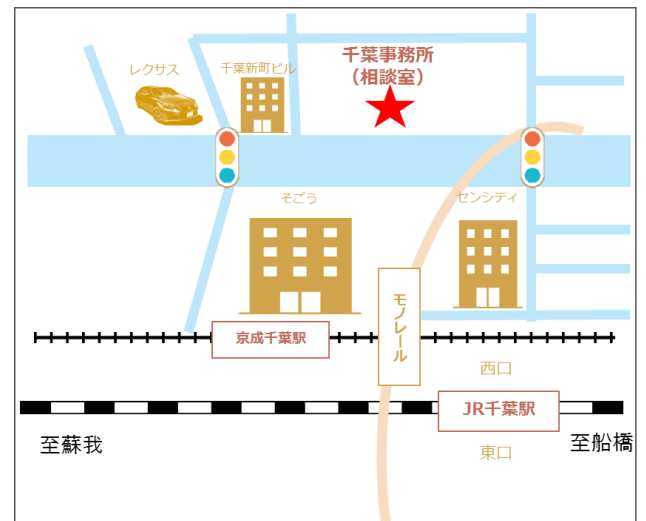 千葉事務所
（相談室）
レクサス
千葉新町ビル
そごう
センシティ
モノレール
京成千葉駅
西口
JR千葉駅
至蘇我
東口
至船橋